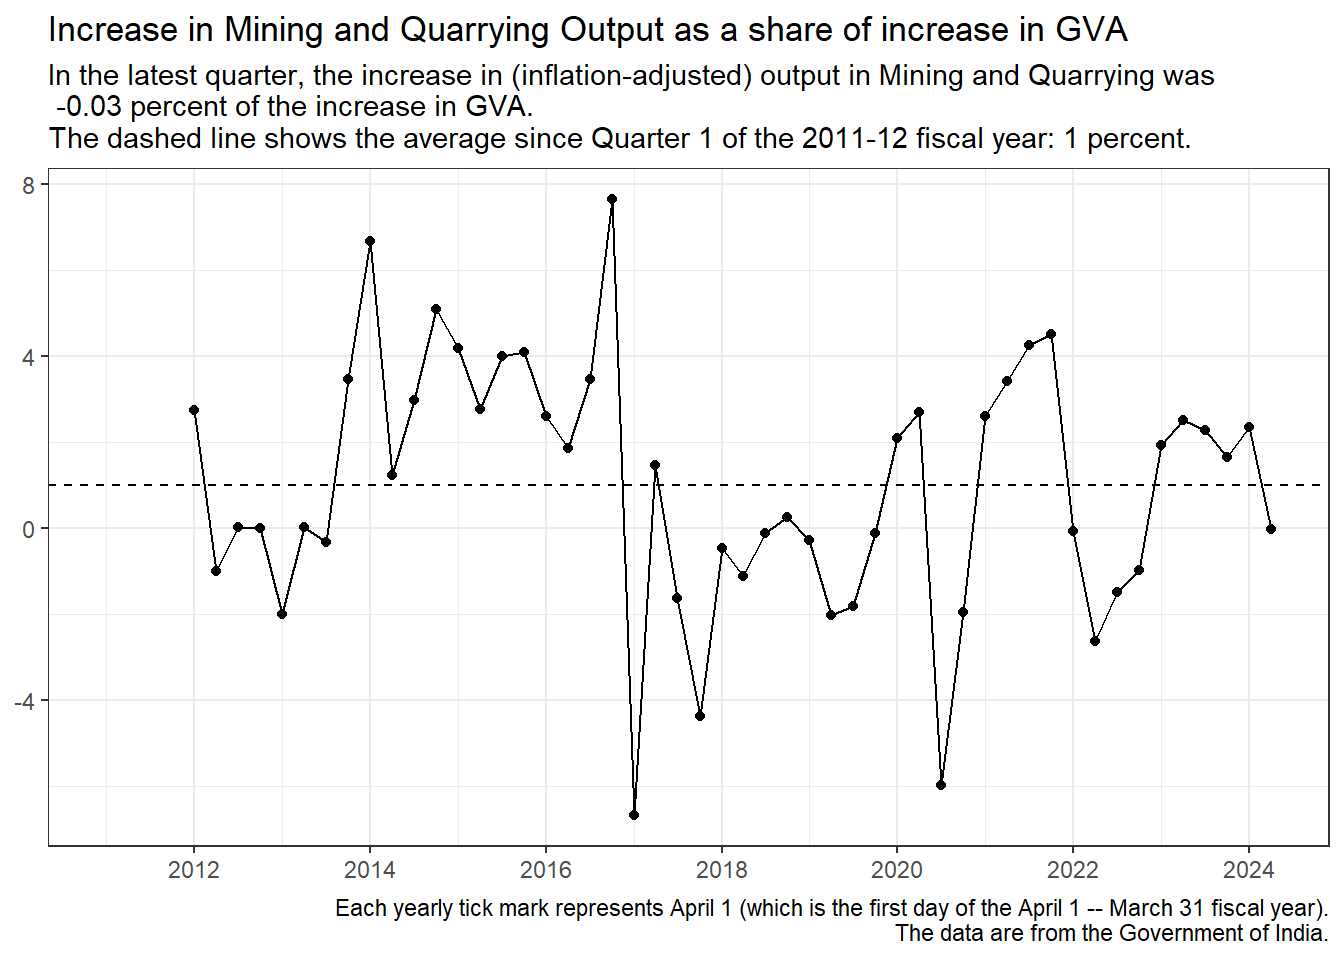 Increase in Mining and Quarrying Output as a share of increase in GVA
In the latest quarter, the increase in (inflation-adjusted) output in Mining and Quarrying was
-0.03 percent of the increase in GVA.
The dashed line shows the average since Quarter 1 of the 2011-12 fiscal year: 1 percent.
8
4
0
-4
2012 2014 2016 2018 2020 2022 2024
Each yearly tick mark represents April 1 (which is the first day of the April 1 -- March 31 fiscal year).
The data are from the Government of India.